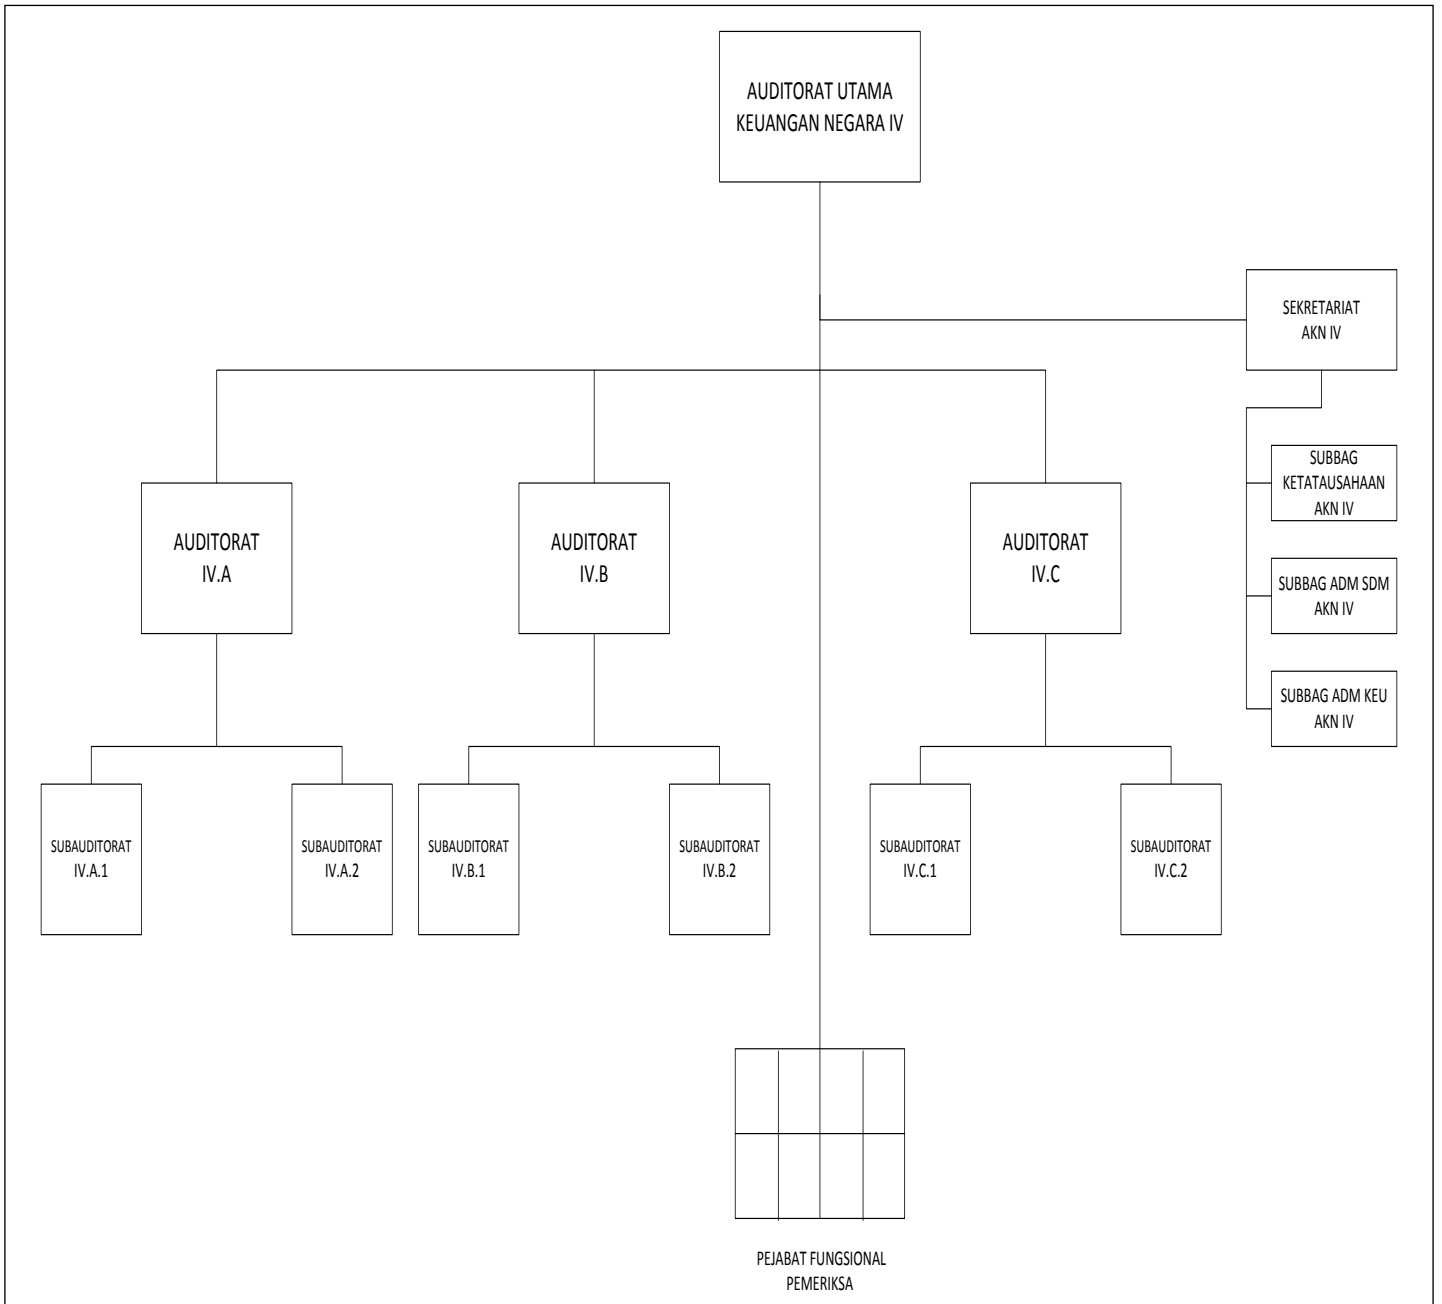 AUDITORAT UTAMA
KEUANGAN NEGARA IV
SEKRETARIAT
AKN IV
SUBBAG
KETATAUSAHAAN
AKN IV
SUBBAG ADM SDM
AKN IV
SUBBAG ADM KEU
AKN IV
AUDITORAT
IV.A
AUDITORAT
IV.B
AUDITORAT
IV.C
SUBAUDITORAT
IV.A.1
SUBAUDITORAT
IV.A.2
SUBAUDITORAT
IV.B.1
SUBAUDITORAT
IV.B.2
SUBAUDITORAT
IV.C.1
SUBAUDITORAT
IV.C.2
PEJABAT FUNGSIONAL
PEMERIKSA